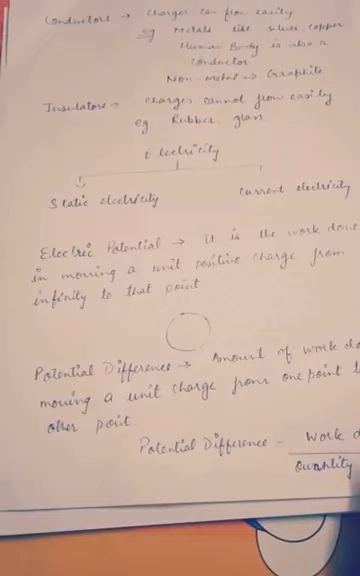 Conductors → Charges can flow easily
eg Metals like silver, copper
Human Body is also a
conductor
Non-metal → Graphite
Insulators → charges cannot flow easily
eg Rubber, glass
Electricity
Static electricity Current electricity
Electric Potential → It is the work done
in moving a unit positive charge from
infinity to that point
Potential Difference → Amount of work do
moving a unit charge from one point t
other point.
Potential Difference = Work d
Quantity